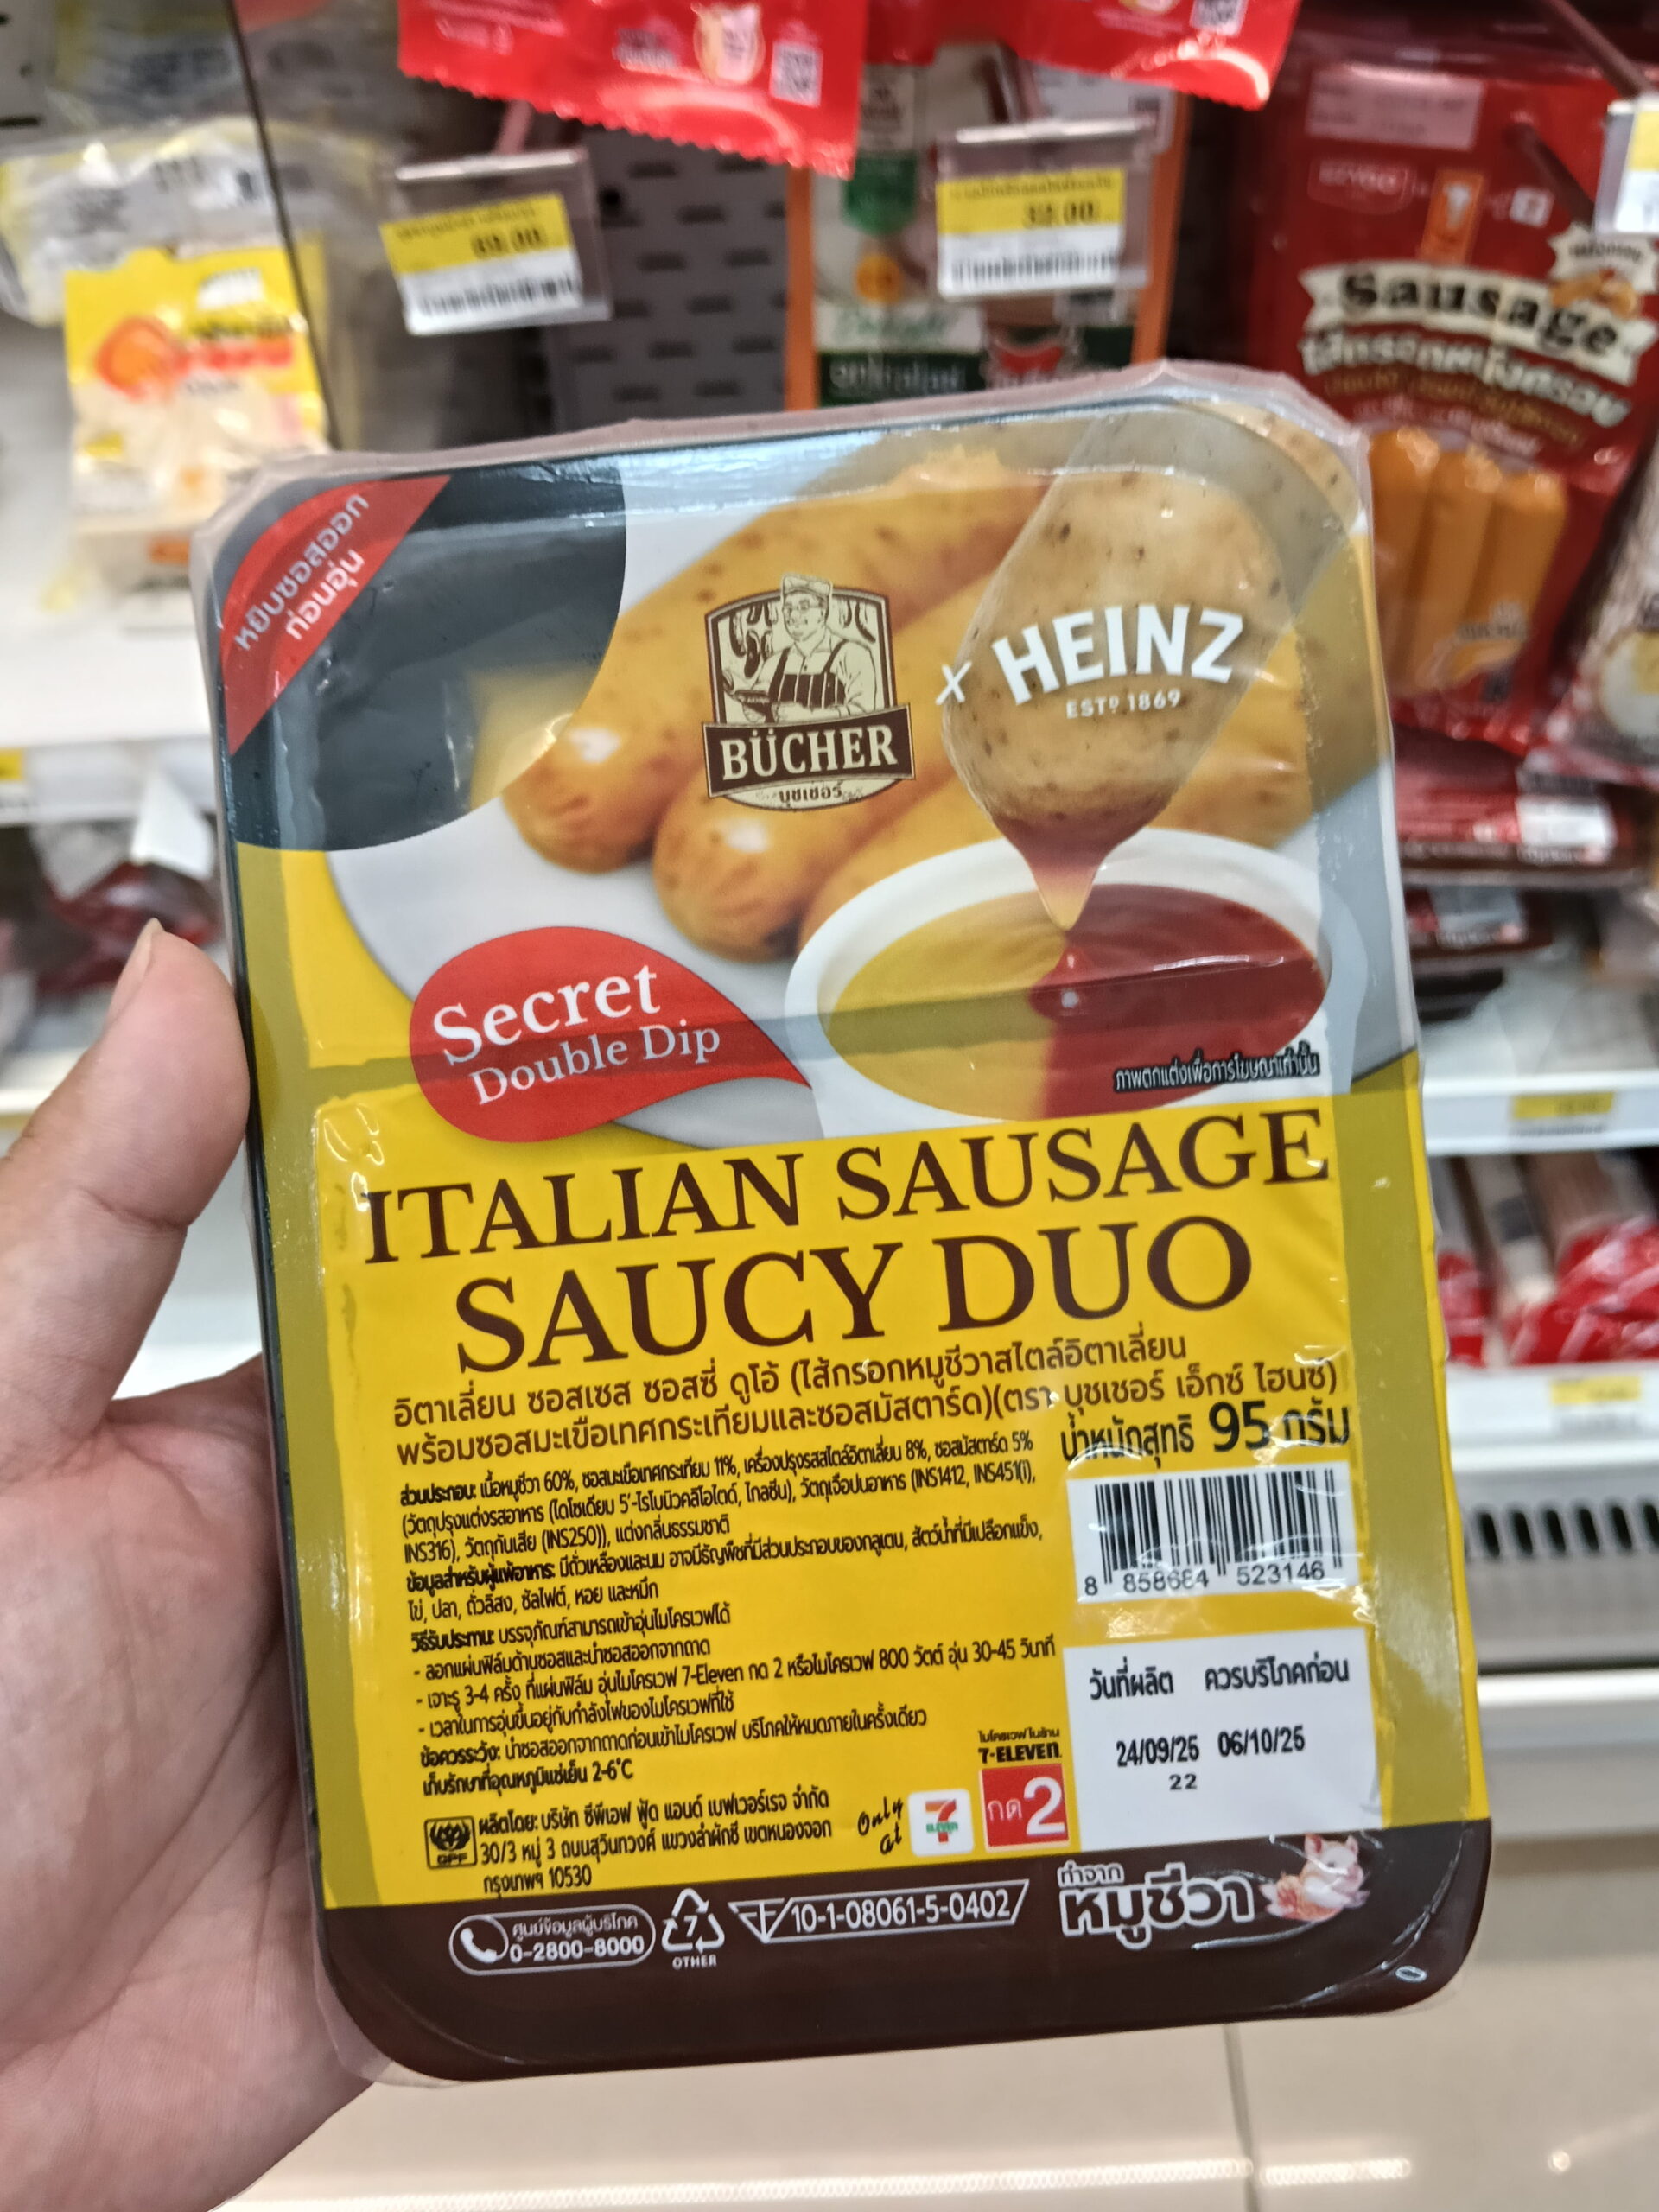 39.00
Sausage
หยิบซอสออก
ก่อนอุ่น
BÜCHER
บุชเชอร์
x HEINZ
ESTD 1869
Secret
Double Dip
ภาพตกแต่งเพื่อการโฆษณาเท่านั้น
ITALIAN SAUSAGE
SAUCY DUO
อิตาเลี่ยน ซอสเซส ซอสซี่ ดูโอ้ (ไส้กรอกหมูชีวาสไตล์อิตาเลี่ยน
พร้อมซอสมะเขือเทศกระเทียมและซอสมัสตาร์ด)(ตรา บุชเชอร์ เอ็กซ์ ไฮนซ์)
น้ำหนักสุทธิ 95 กรัม
ส่วนประกอบ: เนื้อหมูชีวา 60%, ซอสมะเขือเทศกระเทียม 11%, เครื่องปรุงรสสไตล์อิตาเลี่ยน 8%, ซอสมัสตาร์ด 5%
(วัตถุปรุงแต่งรสอาหาร (ไดโซเดียม 5'-ไรโบนิวคลีโอไตด์, ไกลซีน), วัตถุเจือปนอาหาร (INS1412, INS451(i),
INS316), วัตถุกันเสีย (INS250)), แต่งกลิ่นธรรมชาติ
ข้อมูลสำหรับผู้แพ้อาหาร: มีถั่วเหลืองและนม อาจมีธัญพืชที่มีส่วนประกอบของกลูเตน, สัตว์น้ำที่มีเปลือกแข็ง,
ไข่, ปลา, ถั่วลิสง, ซัลไฟต์, หอย และหมึก
วิธีรับประทาน: บรรจุภัณฑ์สามารถเข้าอุ่นไมโครเวฟได้
- ลอกแผ่นฟิล์มด้านซอสและนำซอสออกจากถาด
- เจาะรู 3-4 ครั้ง ที่แผ่นฟิล์ม อุ่นไมโครเวฟ 7-Eleven กด 2 หรือไมโครเวฟ 800 วัตต์ อุ่น 30-45 วินาที
- เวลาในการอุ่นขึ้นอยู่กับกำลังไฟของไมโครเวฟที่ใช้
ข้อควรระวัง: นำซอสออกจากถาดก่อนเข้าไมโครเวฟ บริโภคให้หมดภายในครั้งเดียว
เก็บรักษาที่อุณหภูมิแช่เย็น 2-6°C
8 858684 523146
วันที่ผลิต ควรบริโภคก่อน
24/09/25 06/10/25
22
CPF
ผลิตโดย: บริษัท ซีพีเอฟ ฟู้ด แอนด์ เบฟเวอร์เรจ จำกัด
30/3 หมู่ 3 ถนนสุวินทวงศ์ แขวงลำผักชี เขตหนองจอก
กรุงเทพฯ 10530
Only at
7 ELEVEN
ไมโครเวฟในร้าน
7-ELEVEN
กด 2
ศูนย์ข้อมูลผู้บริโภค
0-2800-8000
7
OTHER
10-1-08061-5-0402
ทำจาก
หมูชีวา